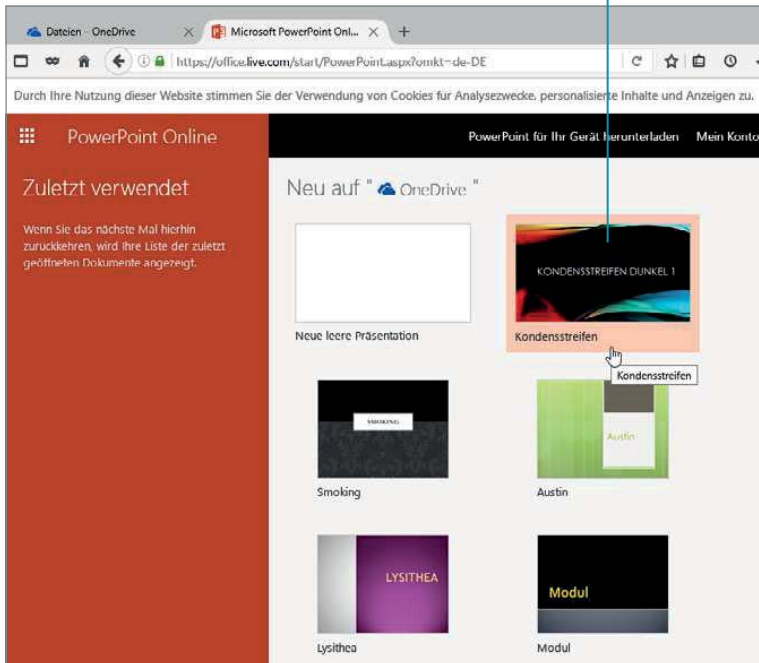 Dateien – OneDrive
Microsoft PowerPoint Onl...
https://office.live.com/start/PowerPoint.aspx?omkt=de-DE
Durch Ihre Nutzung dieser Website stimmen Sie der Verwendung von Cookies für Analysezwecke, personalisierte Inhalte und Anzeigen zu.
PowerPoint Online
PowerPoint für Ihr Gerät herunterladen Mein Konto
Zuletzt verwendet
Wenn Sie das nächste Mal hierhin
zurückkehren, wird Ihre Liste der zuletzt
geöffneten Dokumente angezeigt.
Neu auf " OneDrive "
KONDENSSTREIFEN DUNKEL 1
Neue leere Präsentation
Kondensstreifen
Kondensstreifen
SMOKING
Austin
Smoking
Austin
LYSITHEA
Modul
Lysithea
Modul